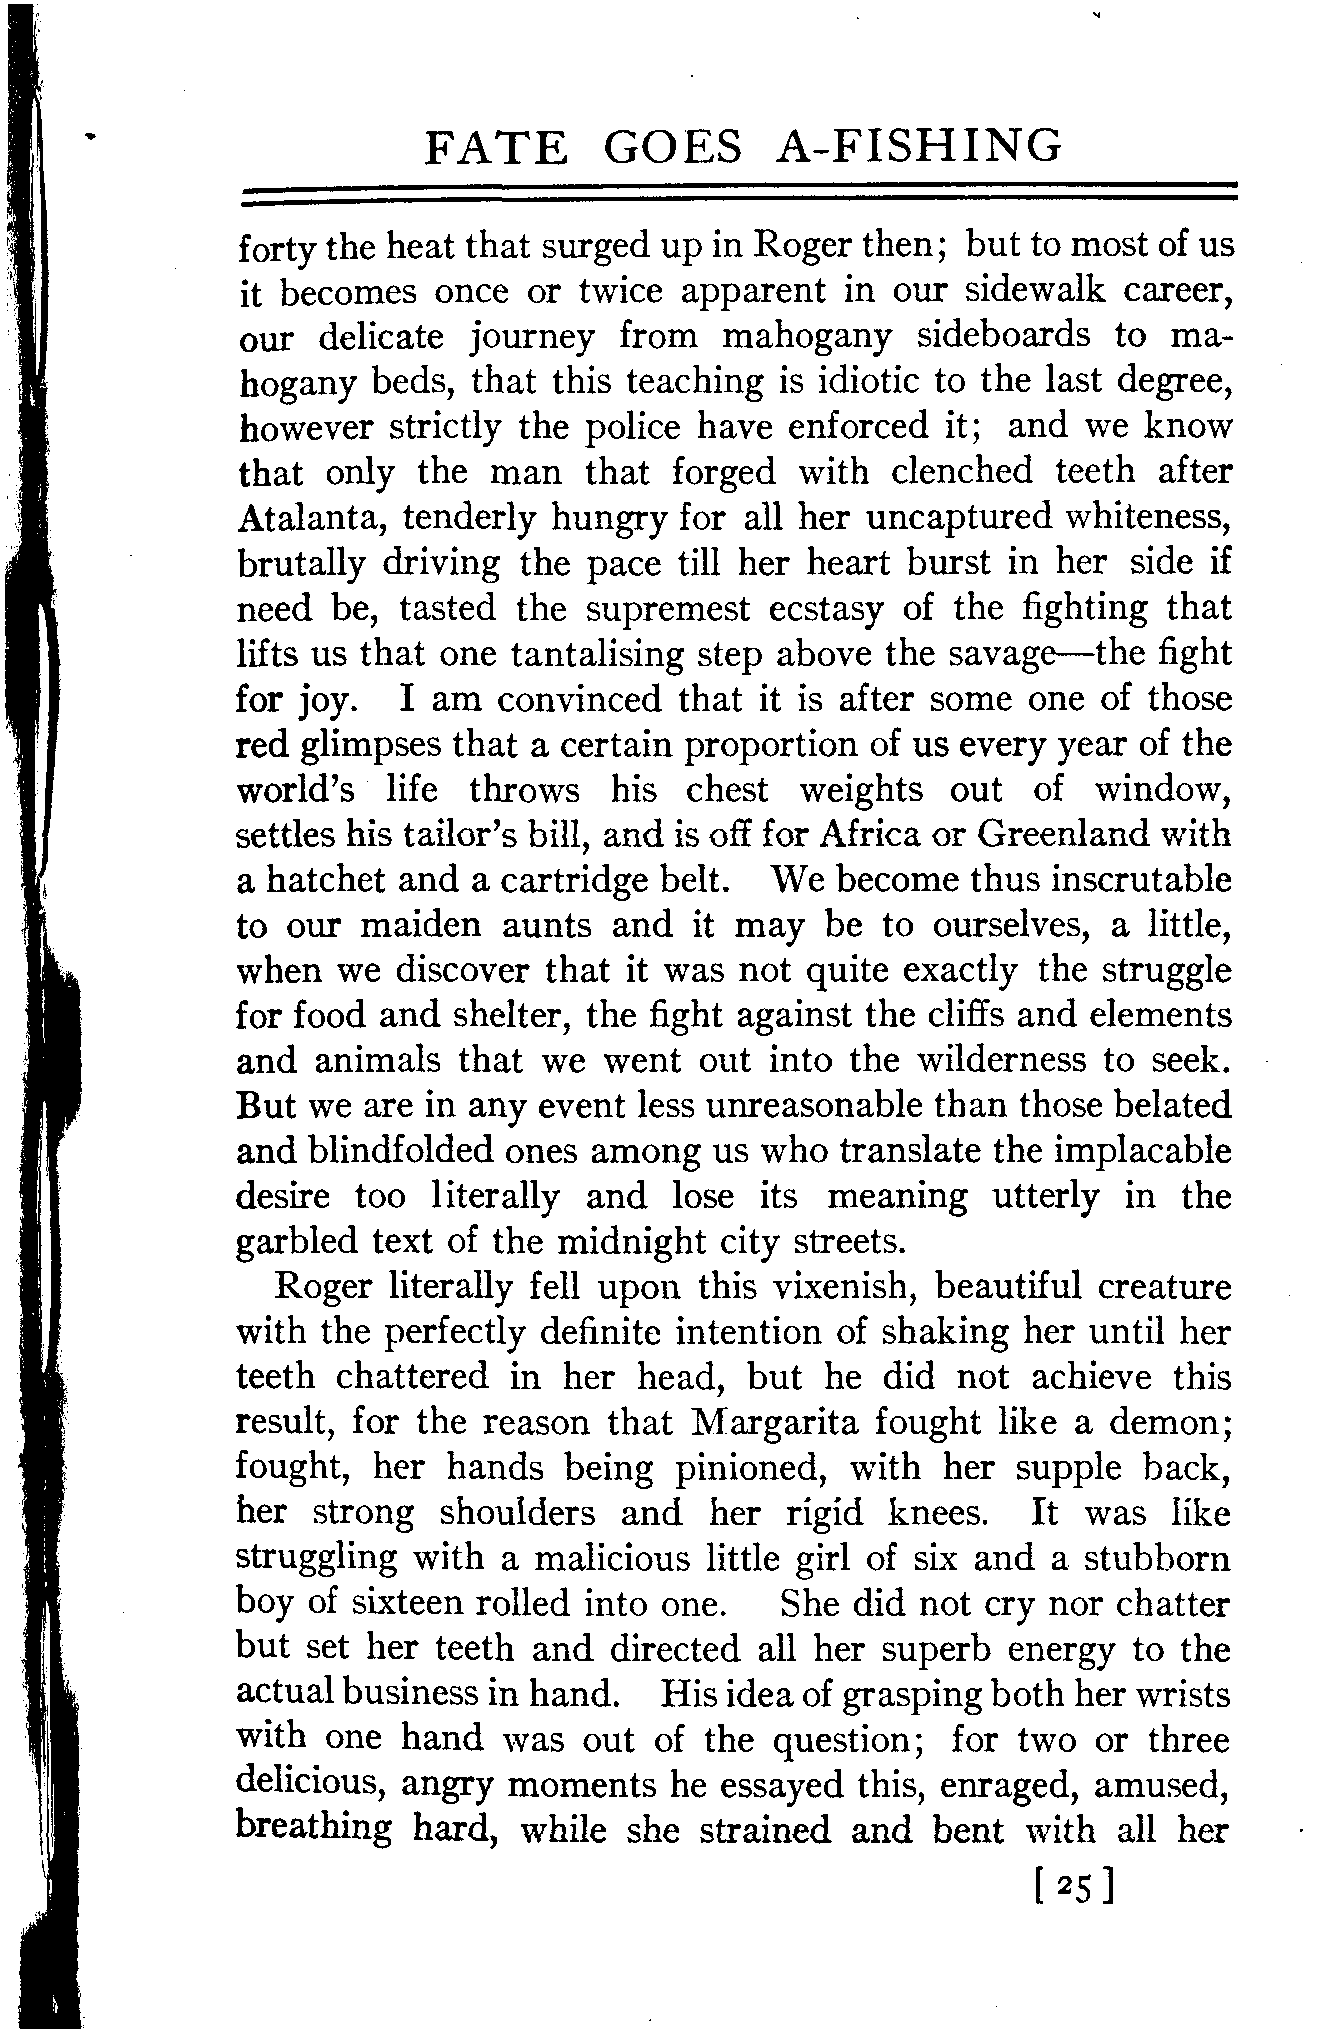 FATE GOES A-FISHING
forty the heat that surged up in Roger then; but to most of us
it becomes once or twice apparent in our sidewalk career,
our delicate journey from mahogany sideboards to ma-
hogany beds, that this teaching is idiotic to the last degree,
however strictly the police have enforced it; and we know
that only the man that forged with clenched teeth after
Atalanta, tenderly hungry for all her uncaptured whiteness,
brutally driving the pace till her heart burst in her side if
need be, tasted the supremest ecstasy of the fighting that
lifts us that one tantalising step above the savage—the fight
for joy. I am convinced that it is after some one of those
red glimpses that a certain proportion of us every year of the
world's life throws his chest weights out of window,
settles his tailor's bill, and is off for Africa or Greenland with
a hatchet and a cartridge belt. We become thus inscrutable
to our maiden aunts and it may be to ourselves, a little,
when we discover that it was not quite exactly the struggle
for food and shelter, the fight against the cliffs and elements
and animals that we went out into the wilderness to seek.
But we are in any event less unreasonable than those belated
and blindfolded ones among us who translate the implacable
desire too literally and lose its meaning utterly in the
garbled text of the midnight city streets.
Roger literally fell upon this vixenish, beautiful creature
with the perfectly definite intention of shaking her until her
teeth chattered in her head, but he did not achieve this
result, for the reason that Margarita fought like a demon;
fought, her hands being pinioned, with her supple back,
her strong shoulders and her rigid knees. It was like
struggling with a malicious little girl of six and a stubborn
boy of sixteen rolled into one. She did not cry nor chatter
but set her teeth and directed all her superb energy to the
actual business in hand. His idea of grasping both her wrists
with one hand was out of the question; for two or three
delicious, angry moments he essayed this, enraged, amused,
breathing hard, while she strained and bent with all her
[ 25 ]